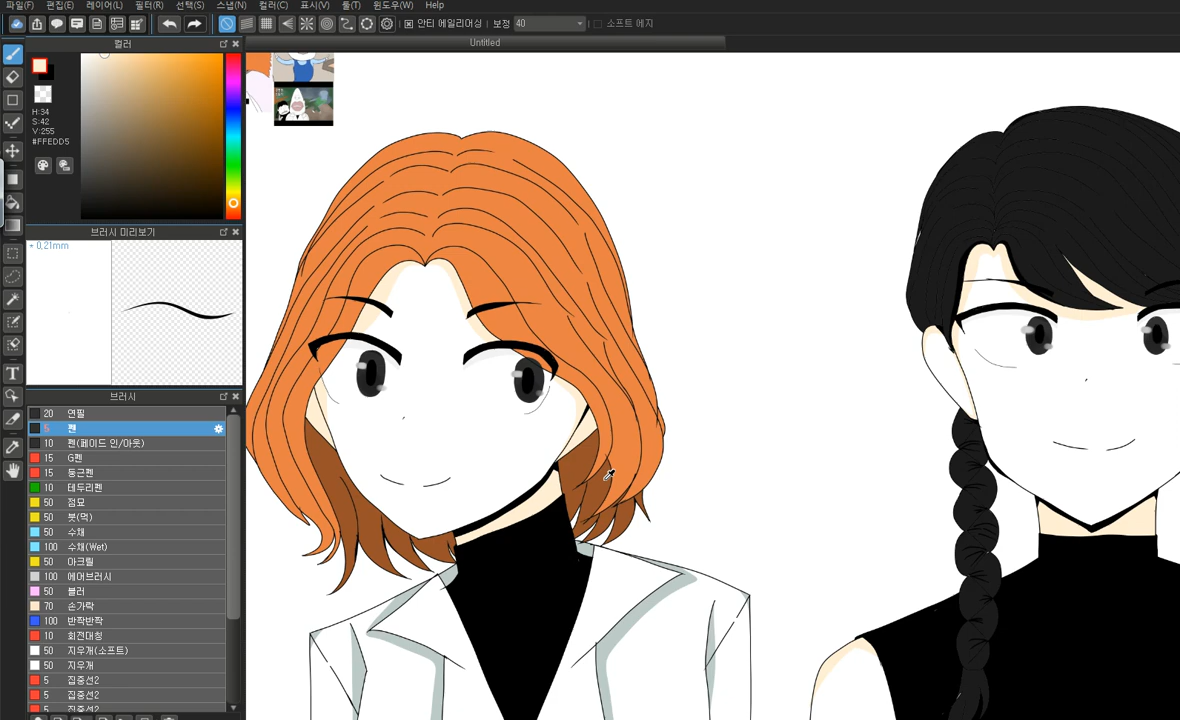 파일(F) 편집(E) 레이어(L) 필터(R) 선택(S) 스냅(N) 컬러(C) 표시(V) 툴(T) 윈도우(W) Help
안티 에일리어싱 보정 40 소프트 에지
컬러 Untitled
H:34
S:42
V:255
#FFEDD5
브러시 미리보기
* 0,21mm
브러시
20 연필
5 펜
10 펜(페이드 인/아웃)
15 G펜
15 둥근펜
10 테두리펜
50 점묘
50 붓(먹)
50 수채
100 수채(Wet)
50 아크릴
100 에어브러시
50 블러
70 손가락
100 반짝반짝
10 회전대칭
50 지우개(소프트)
50 지우개
5 집중선2
5 집중선2
5 집중선2